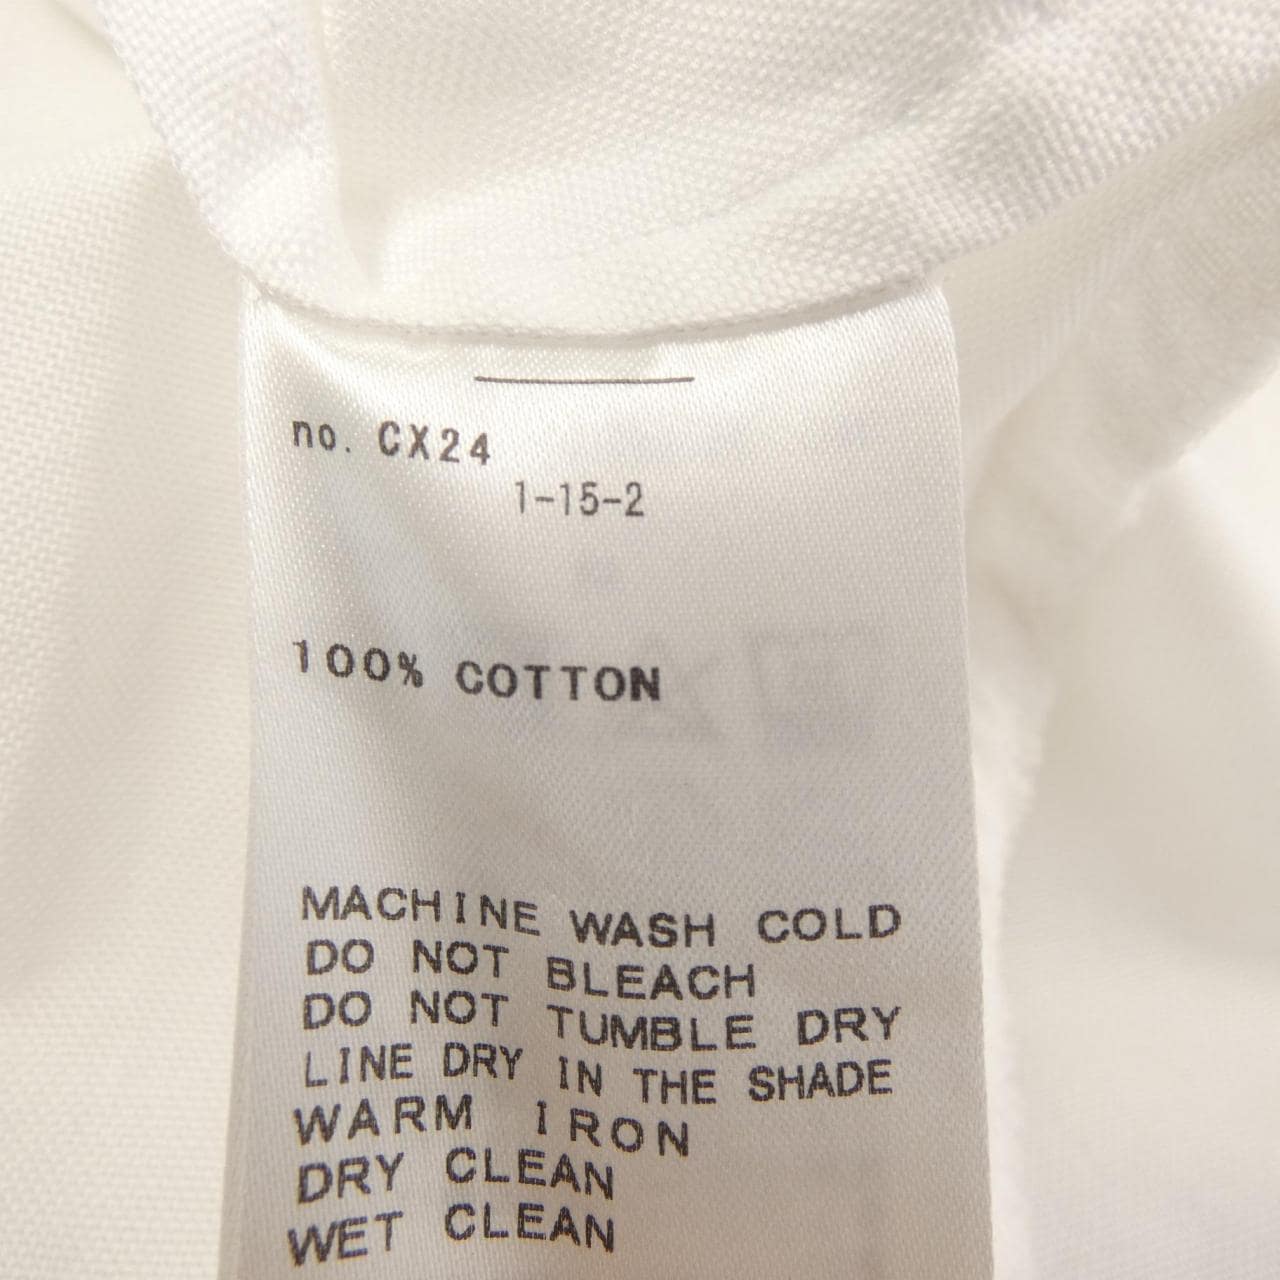 no. CX24
1-15-2
100% COTTON
MACHINE WASH COLD
DO NOT BLEACH
DO NOT TUMBLE DRY
LINE DRY IN THE SHADE
WARM IRON
DRY CLEAN
WET CLEAN